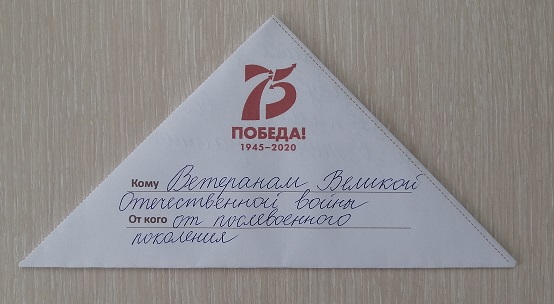 75
ПОБЕДА!
1945–2020
Кому Ветеранам Великой
Отечественной войны
От кого от послевоенного
поколения